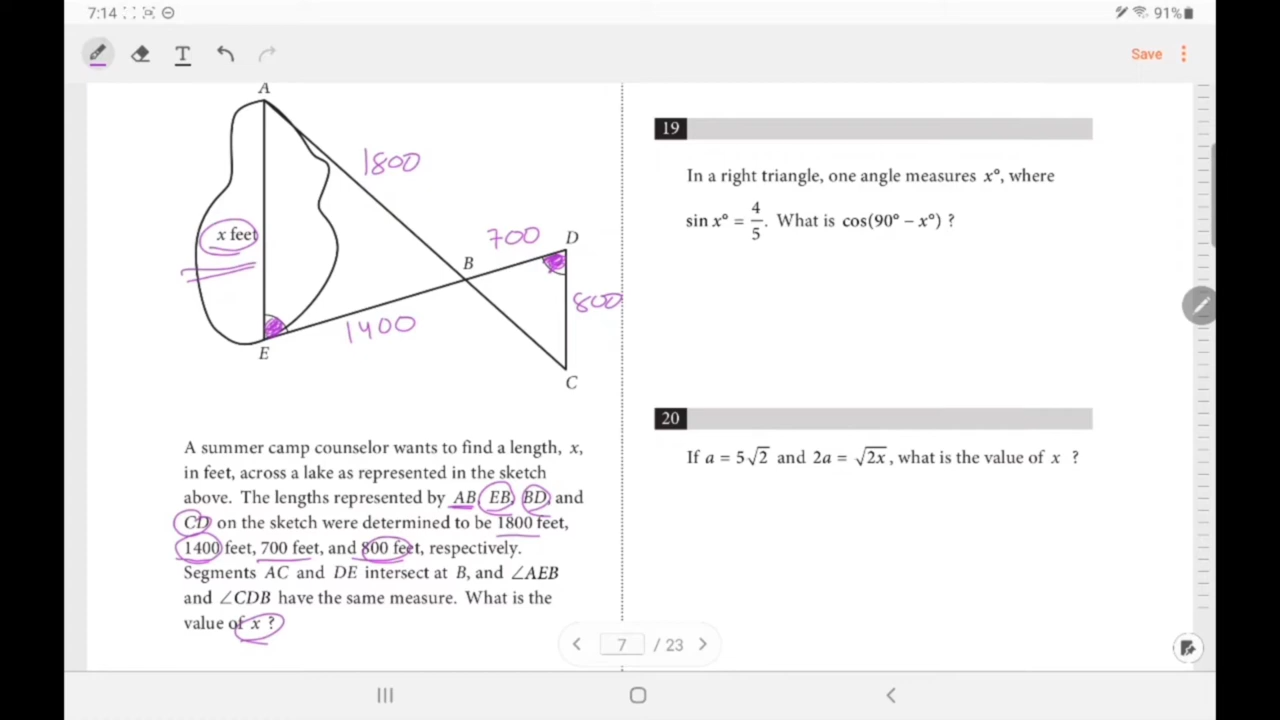 7:14
91%
Save
A
1800
x feet
700
D
B
800
1400
E
C
A summer camp counselor wants to find a length, x,
in feet, across a lake as represented in the sketch
above. The lengths represented by AB, EB, BD, and
CD on the sketch were determined to be 1800 feet,
1400 feet, 700 feet, and 800 feet, respectively.
Segments AC and DE intersect at B, and ∠AEB
and ∠CDB have the same measure. What is the
value of x ?
19
In a right triangle, one angle measures x°, where
sin x° = 4/5. What is cos(90° − x°) ?
20
If a = 5√2 and 2a = √2x, what is the value of x ?
7 / 23